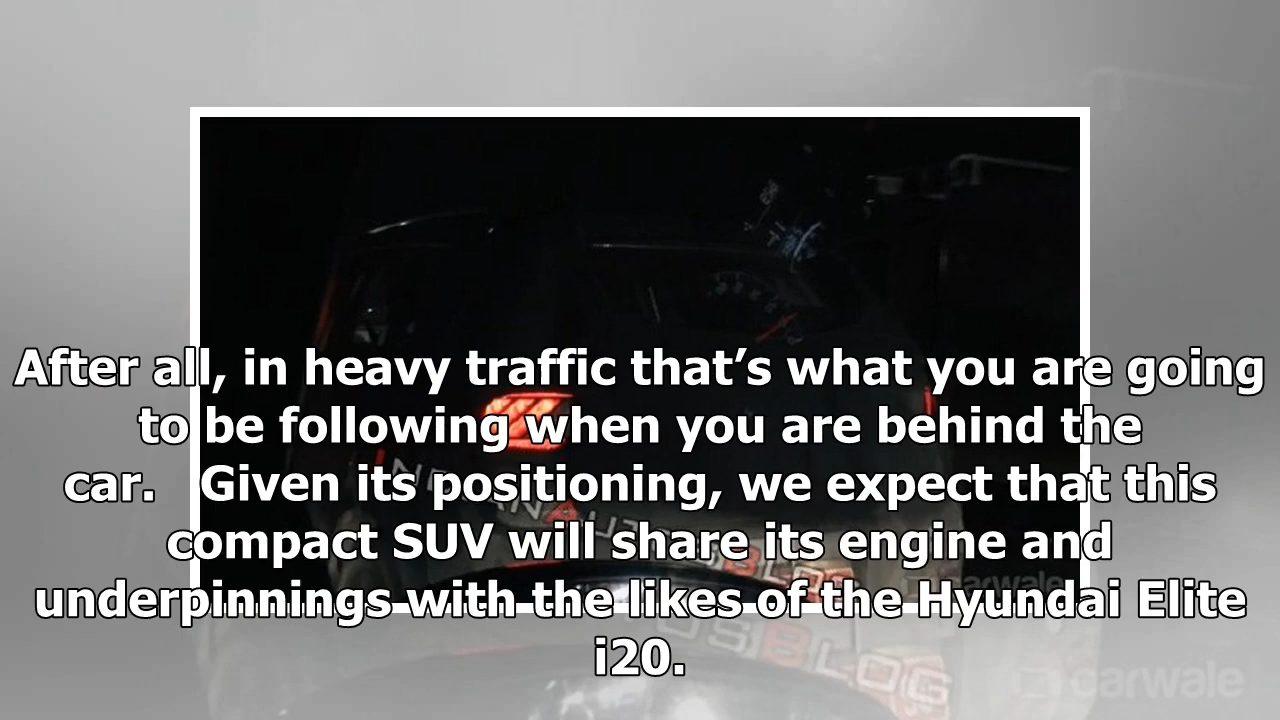 After all, in heavy traffic that’s what you are going
to be following when you are behind the
car.   Given its positioning, we expect that this
compact SUV will share its engine and
underpinnings with the likes of the Hyundai Elite
i20.
INDIANAUTOSBLOG
carwale